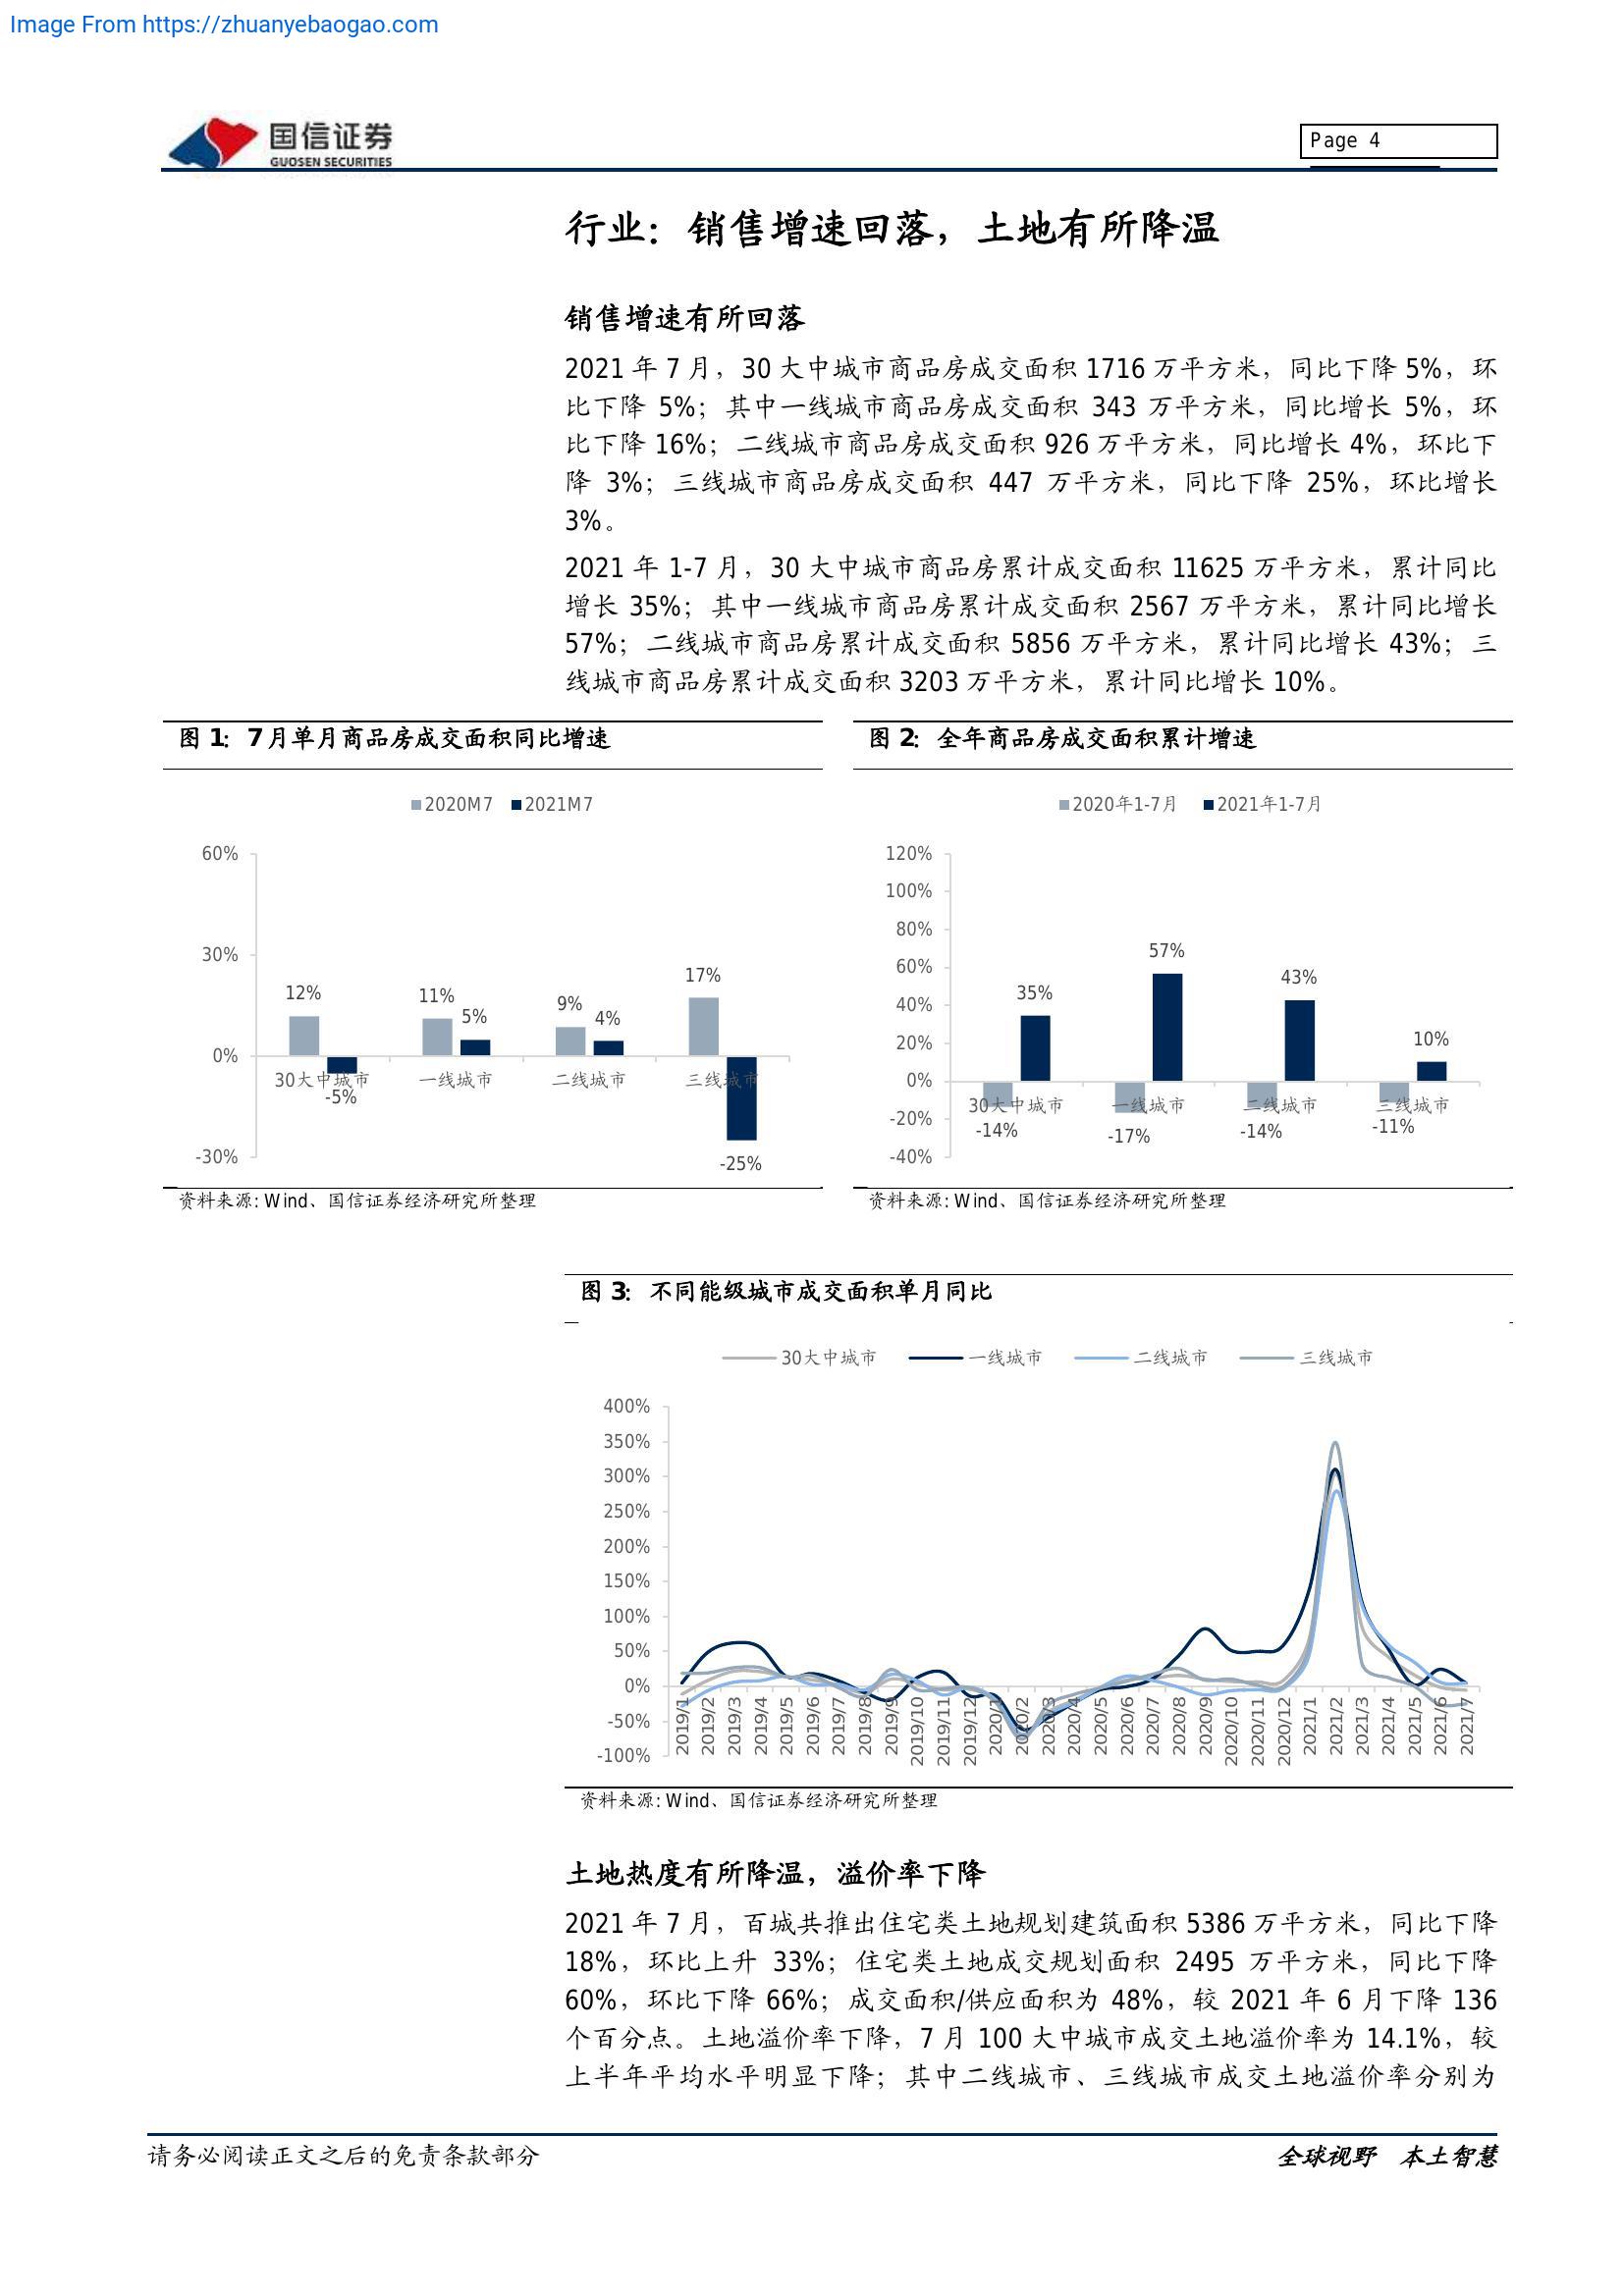 Image From https://zhuanyebaogao.com
国信证券
GUOSEN SECURITIES
Page 4
行业：销售增速回落，土地有所降温
销售增速有所回落
2021 年 7 月，30 大中城市商品房成交面积 1716 万平方米，同比下降 5%，环
比下降 5%；其中一线城市商品房成交面积 343 万平方米，同比增长 5%，环
比下降 16%；二线城市商品房成交面积 926 万平方米，同比增长 4%，环比下
降 3%；三线城市商品房成交面积 447 万平方米，同比下降 25%，环比增长
3%。
2021 年 1-7 月，30 大中城市商品房累计成交面积 11625 万平方米，累计同比
增长 35%；其中一线城市商品房累计成交面积 2567 万平方米，累计同比增长
57%；二线城市商品房累计成交面积 5856 万平方米，累计同比增长 43%；三
线城市商品房累计成交面积 3203 万平方米，累计同比增长 10%。
图 1：7 月单月商品房成交面积同比增速
2020M7 2021M7
60%
30%
0%
-30%
12% -5% 11% 5% 9% 4% 17% -25%
30大中城市 一线城市 二线城市 三线城市
资料来源: Wind、国信证券经济研究所整理
图 2：全年商品房成交面积累计增速
2020年1-7月 2021年1-7月
120%
100%
80%
60%
40%
20%
0%
-20%
-40%
35% 57% 43% 10%
30大中城市 一线城市 二线城市 三线城市
-14% -17% -14% -11%
资料来源: Wind、国信证券经济研究所整理
图 3：不同能级城市成交面积单月同比
30大中城市 一线城市 二线城市 三线城市
400%
350%
300%
250%
200%
150%
100%
50%
0%
-50%
-100%
2019/1 2019/2 2019/3 2019/4 2019/5 2019/6 2019/7 2019/8 2019/9 2019/10 2019/11 2019/12 2020/1 2020/2 2020/3 2020/4 2020/5 2020/6 2020/7 2020/8 2020/9 2020/10 2020/11 2020/12 2021/1 2021/2 2021/3 2021/4 2021/5 2021/6 2021/7
资料来源: Wind、国信证券经济研究所整理
土地热度有所降温，溢价率下降
2021 年 7 月，百城共推出住宅类土地规划建筑面积 5386 万平方米，同比下降
18%，环比上升 33%；住宅类土地成交规划面积 2495 万平方米，同比下降
60%，环比下降 66%；成交面积/供应面积为 48%，较 2021 年 6 月下降 136
个百分点。土地溢价率下降，7 月 100 大中城市成交土地溢价率为 14.1%，较
上半年平均水平明显下降；其中二线城市、三线城市成交土地溢价率分别为
请务必阅读正文之后的免责条款部分
全球视野 本土智慧